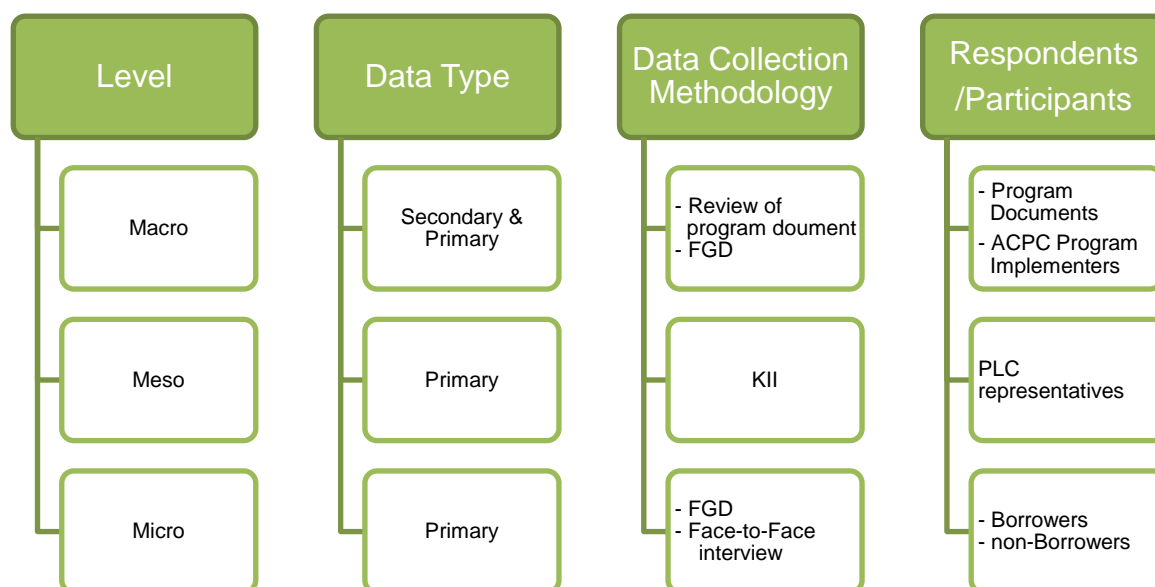 Level
Macro
Meso
Micro
Data Type
Secondary &
Primary
Primary
Primary
Data Collection
Methodology
- Review of
program doument
- FGD
KII
- FGD
- Face-to-Face
interview
Respondents
/Participants
- Program
Documents
- ACPC Program
Implementers
PLC
representatives
- Borrowers
- non-Borrowers